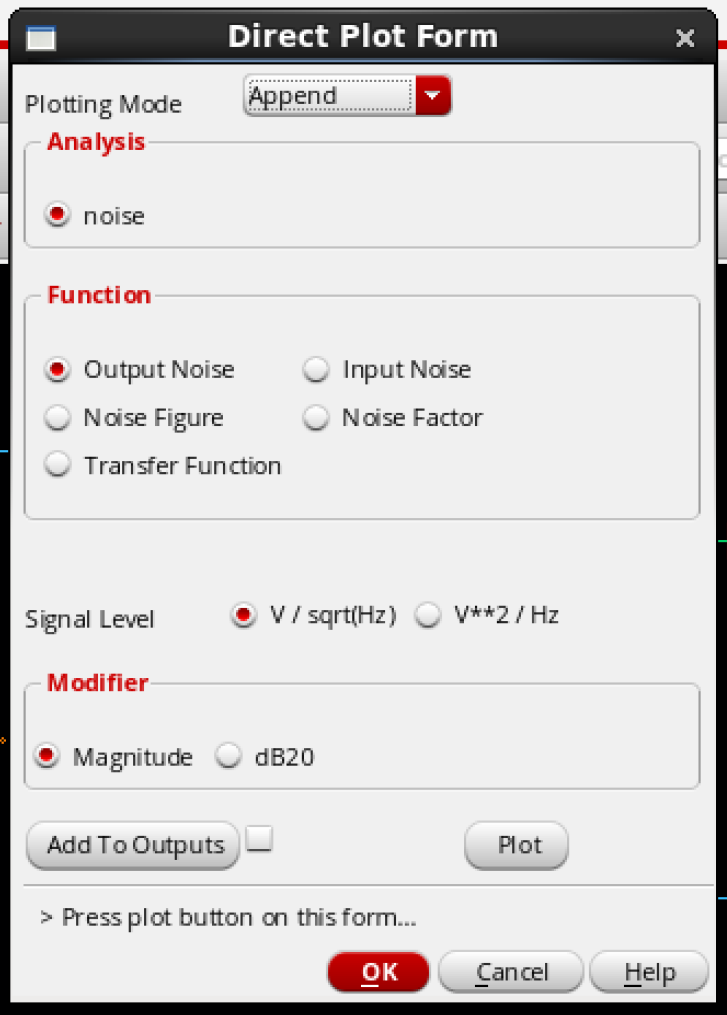 Direct Plot Form
Plotting Mode Append
Analysis
noise
Function
Output Noise Input Noise
Noise Figure Noise Factor
Transfer Function
Signal Level V / sqrt(Hz) V**2 / Hz
Modifier
Magnitude dB20
Add To Outputs Plot
> Press plot button on this form...
OK Cancel Help